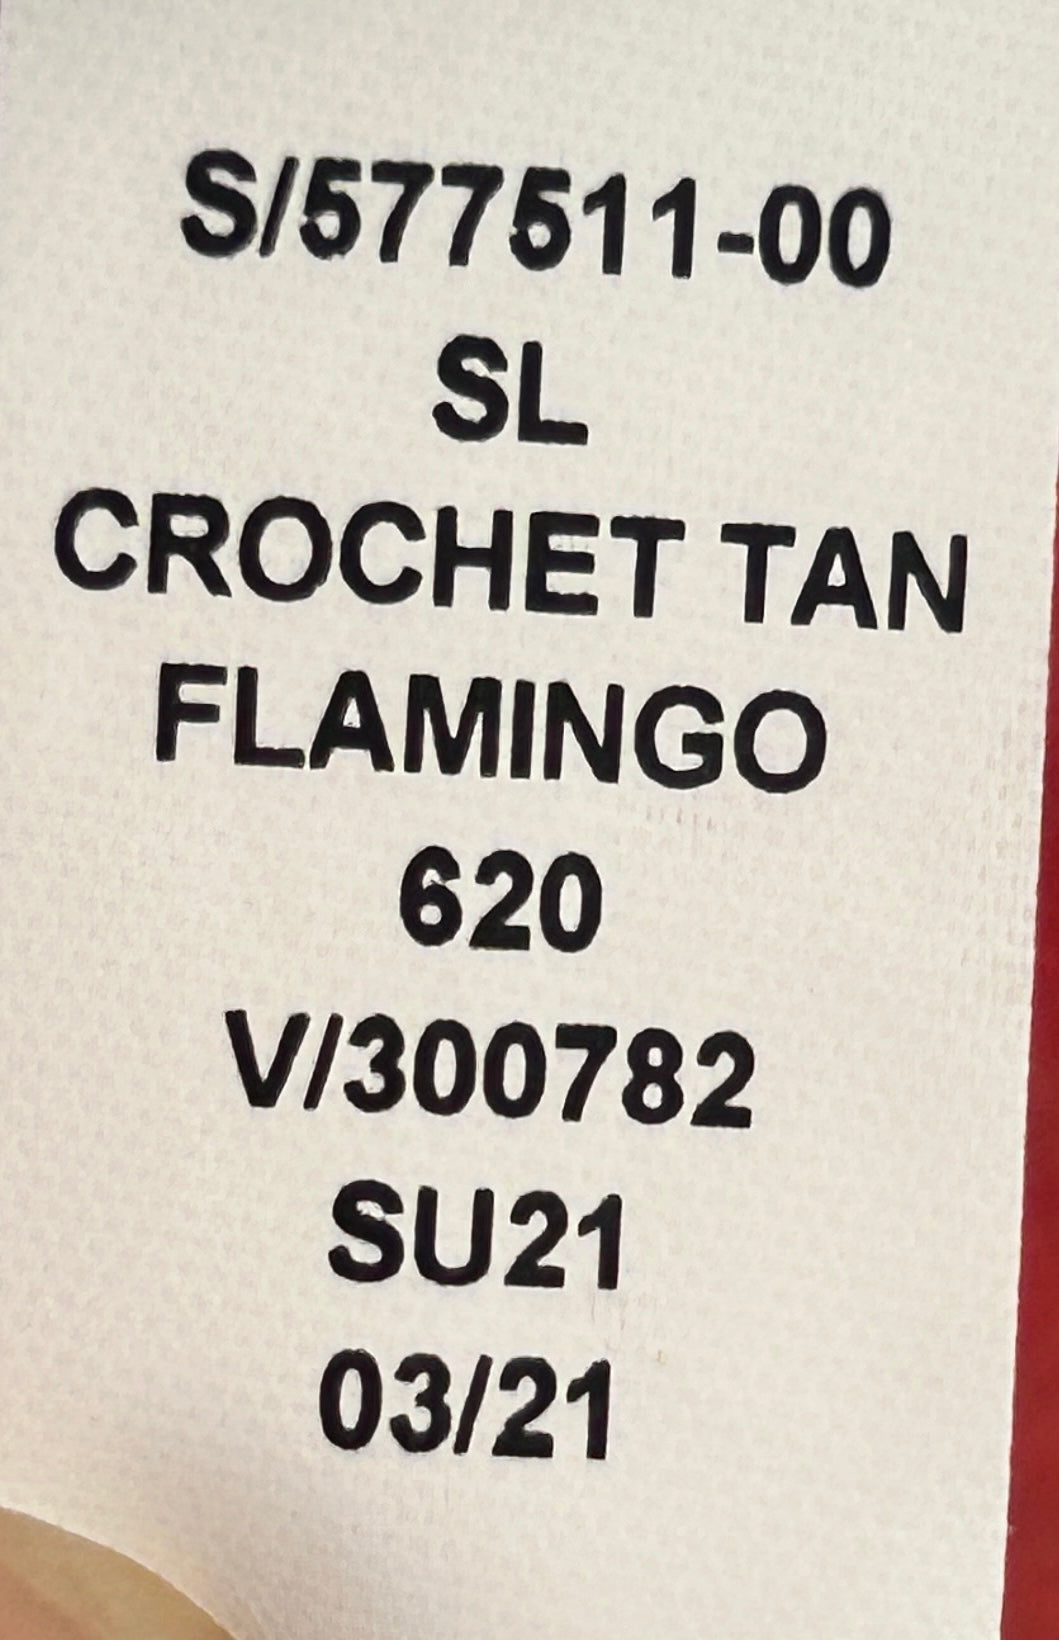 S/577511-00
SL
CROCHET TAN
FLAMINGO
620
V/300782
SU21
03/21